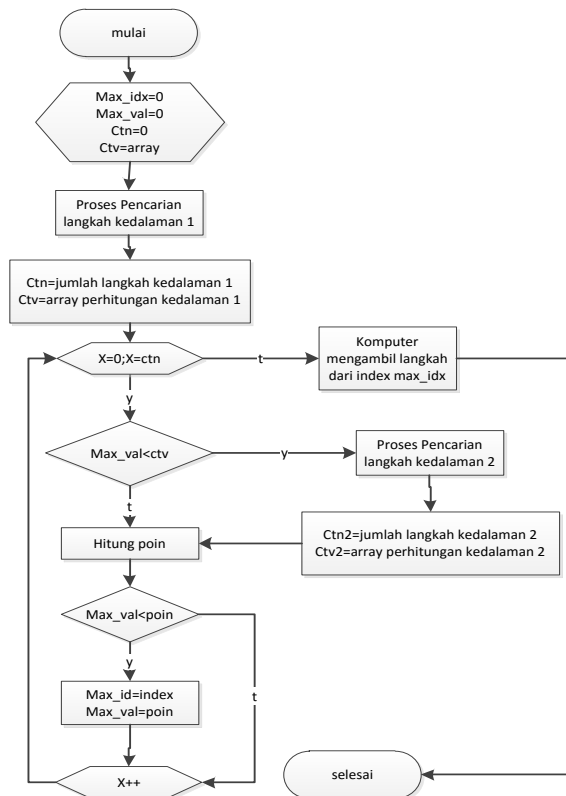 mulai
Max_idx=0
Max_val=0
Ctn=0
Ctv=array
Proses Pencarian
langkah kedalaman 1
Ctn=jumlah langkah kedalaman 1
Ctv=array perhitungan kedalaman 1
X=0;X=ctn
t
Komputer
mengambil langkah
dari index max_idx
y
Max_val<ctv
y
Proses Pencarian
langkah kedalaman 2
t
Ctn2=jumlah langkah kedalaman 2
Ctv2=array perhitungan kedalaman 2
Hitung poin
Max_val<poin
y
t
Max_id=index
Max_val=poin
X++
selesai